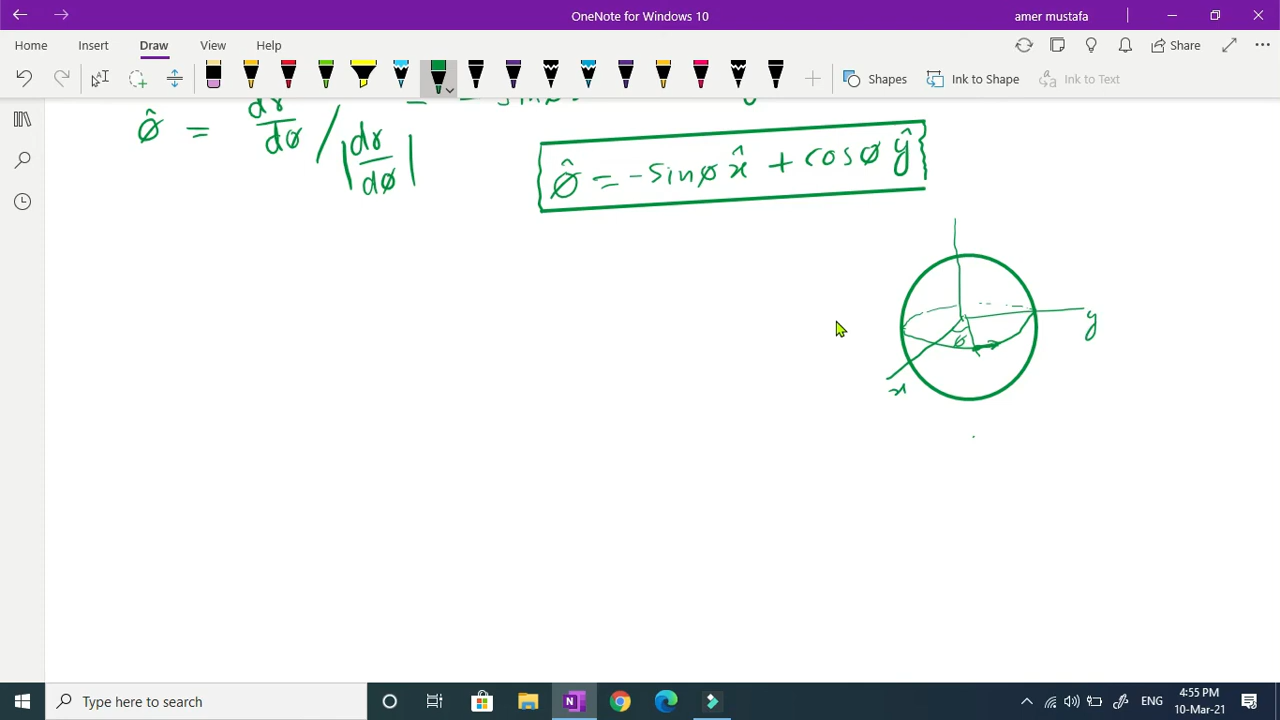 OneNote for Windows 10
amer mustafa
Home Insert Draw View Help
Share
Shapes
Ink to Shape
Ink to Text
φ̂ = dr/dφ / |dr/dφ|
φ̂ = -sinφ x̂ + cosφ ŷ
y
φ
x
Type here to search
ENG
4:55 PM
10-Mar-21